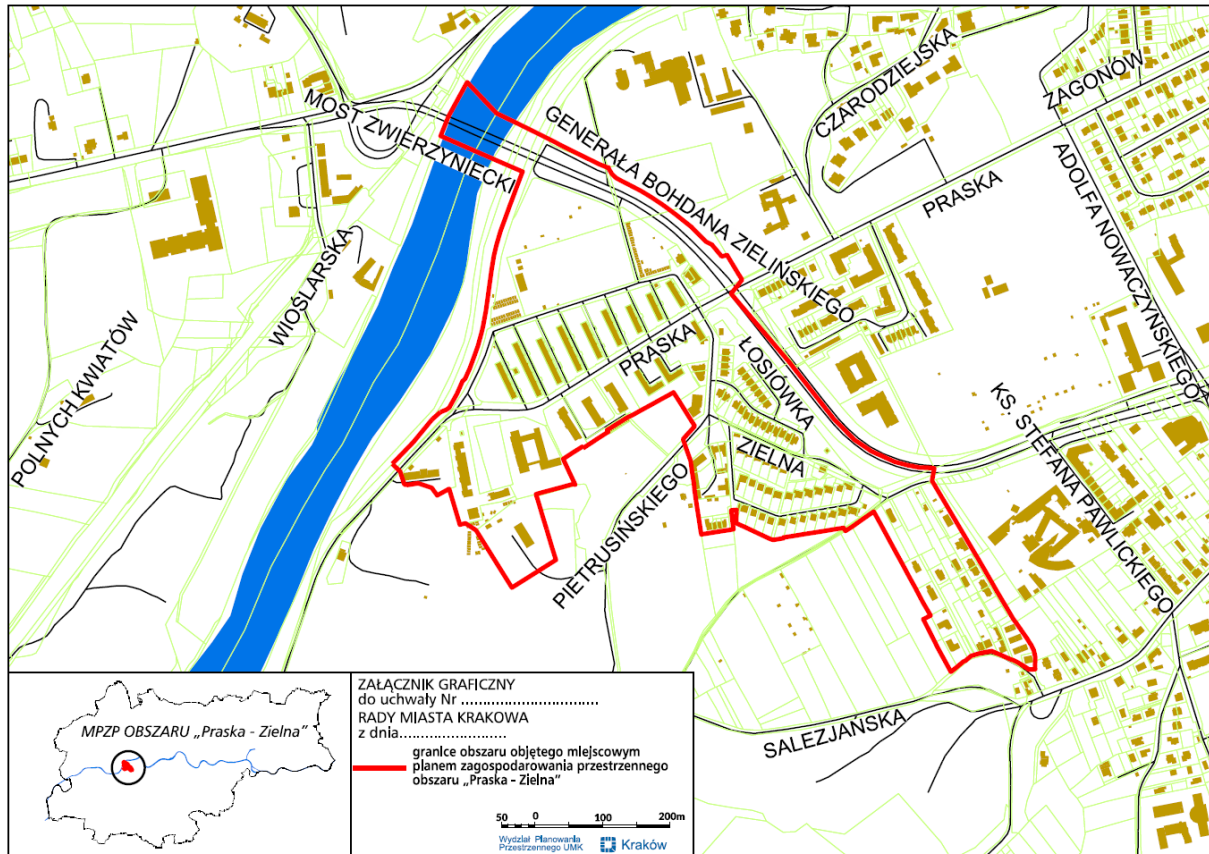 CZARODZIEJSKA
ZAGONÓW
MOST ZWIERZYNIECKI
GENERAŁA BOHDANA ZIELIŃSKIEGO
ADOLFA NOWACZYŃSKIEGO
PRASKA
WIOŚLARSKA
POLNYCH KWIATÓW
PRASKA
ŁOSIÓWKA
ZIELNA
KS. STEFANA PAWLICKIEGO
PIETRUSIŃSKIEGO
SALEZJAŃSKA
MPZP OBSZARU „Praska - Zielna”
ZAŁĄCZNIK GRAFICZNY
do uchwały Nr ................................
RADY MIASTA KRAKOWA
z dnia.........................
granice obszaru objętego miejscowym
planem zagospodarowania przestrzennego
obszaru „Praska - Zielna”
50 0 100 200m
Wydział Planowania
Przestrzennego UMK
Kraków